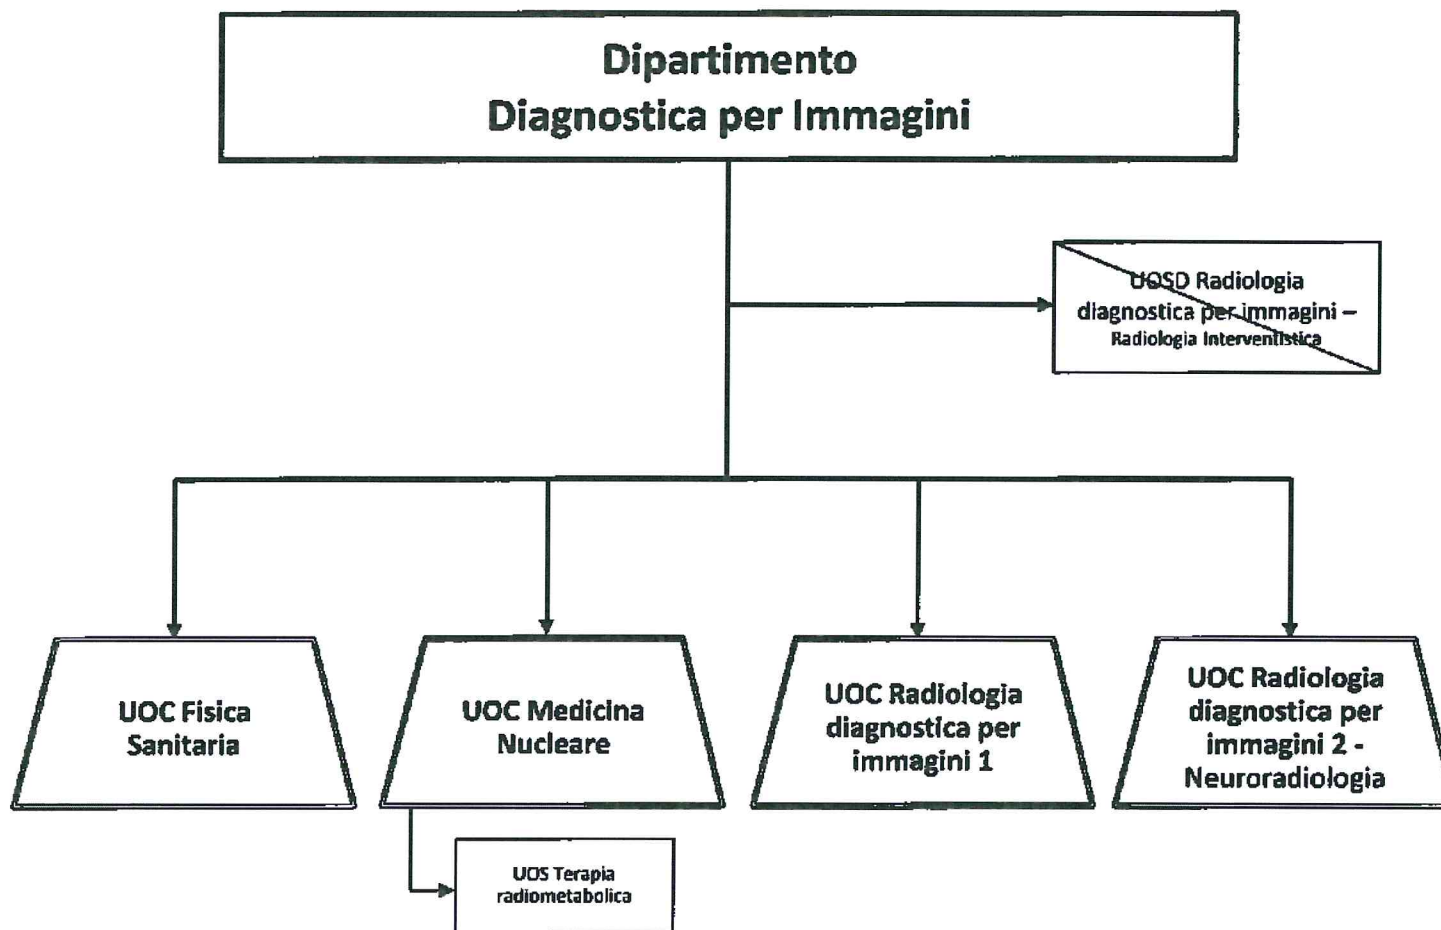 Dipartimento
Diagnostica per Immagini
UOSD Radiologia
diagnostica per immagini –
Radiologia Interventistica
UOC Fisica
Sanitaria
UOC Medicina
Nucleare
UOC Radiologia
diagnostica per
immagini 1
UOC Radiologia
diagnostica per
immagini 2 -
Neuroradiologia
UOS Terapia
radiometabolica